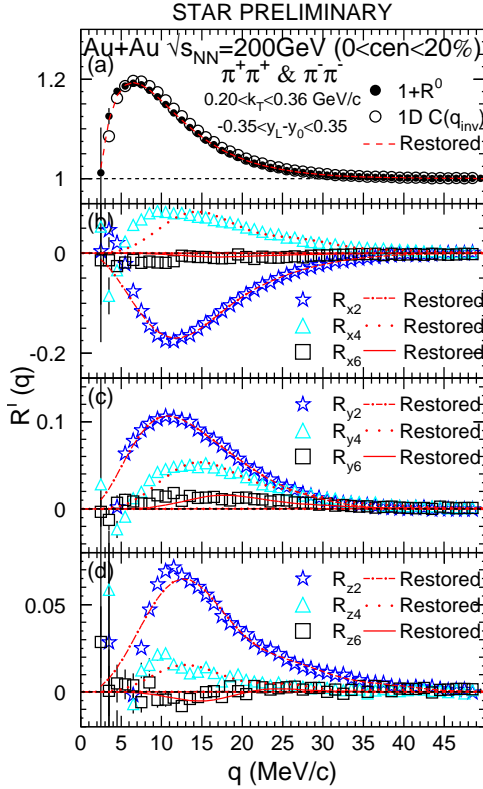 STAR PRELIMINARY
Au+Au √sNN=200GeV (0<cen<20%)
(a)
π+π+ & π-π-
0.20<kT<0.36 GeV/c
-0.35<yL-y0<0.35
1+R0
1D C(qinv)
Restored
1.2
1
(b)
0
-0.2
Rx2 Restored
Rx4 Restored
Rx6 Restored
(c)
0.1
0
Ry2 Restored
Ry4 Restored
Ry6 Restored
(d)
0.05
0
Rz2 Restored
Rz4 Restored
Rz6 Restored
Rl(q)
0 5 10 15 20 25 30 35 40 45
q (MeV/c)